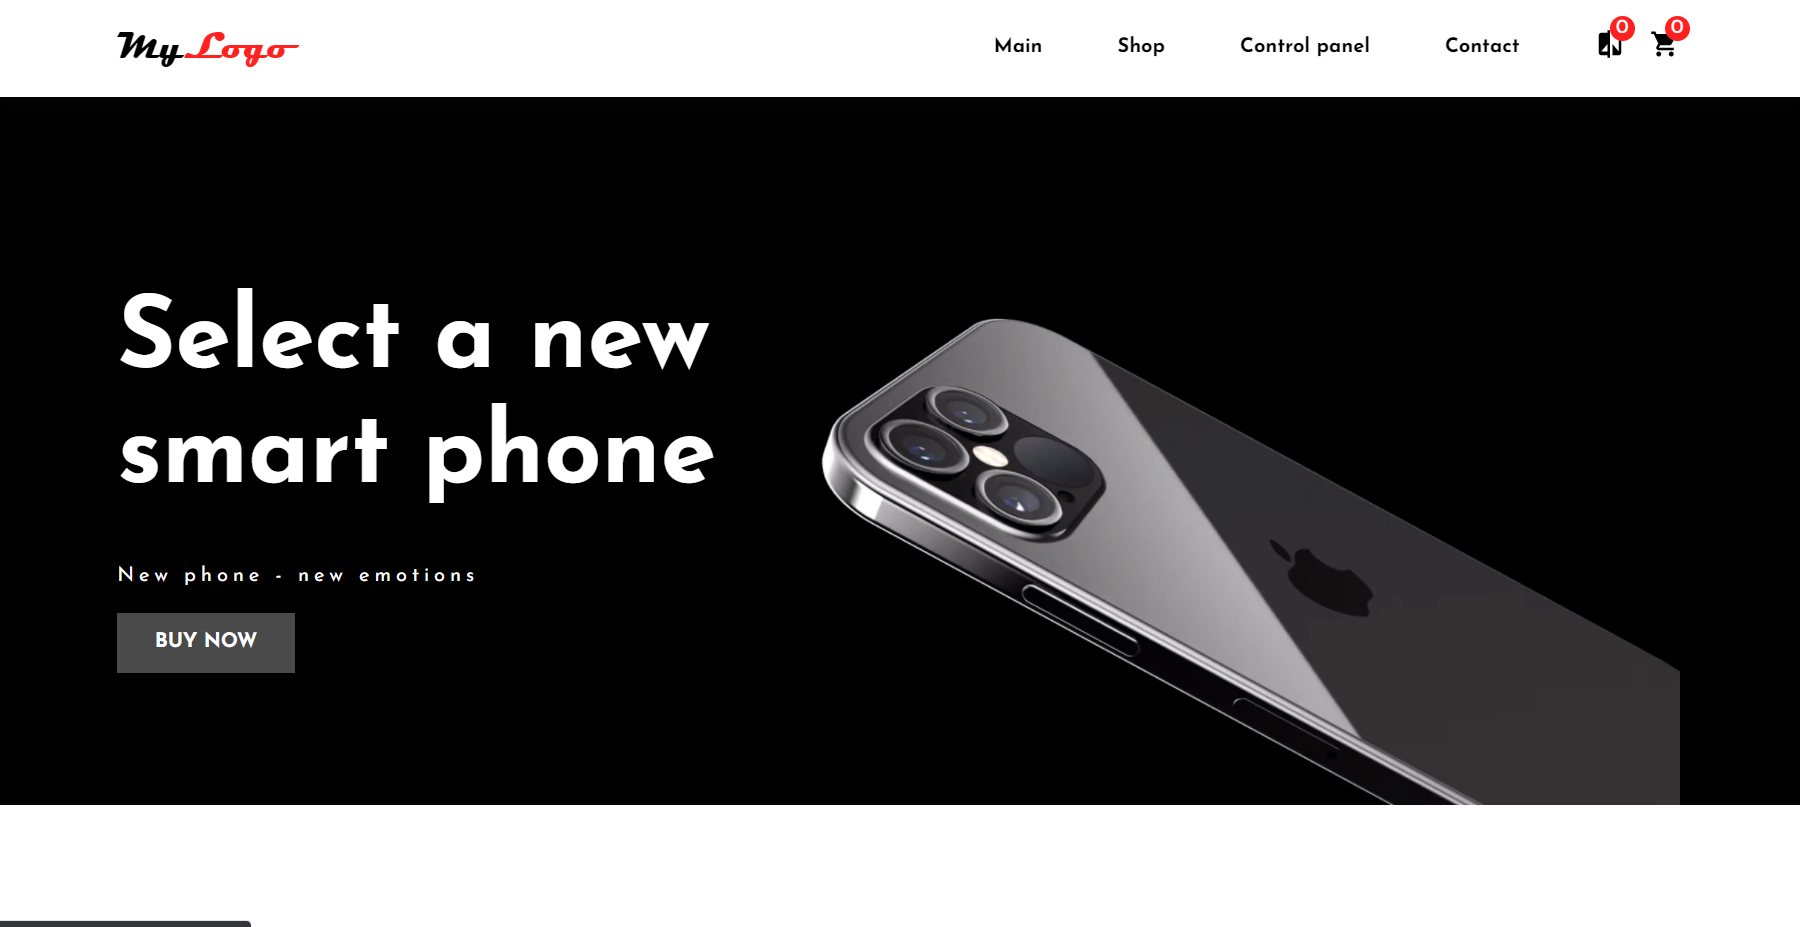 My Logo
Main Shop Control panel Contact 0 0
Select a new
smart phone
New phone - new emotions
BUY NOW